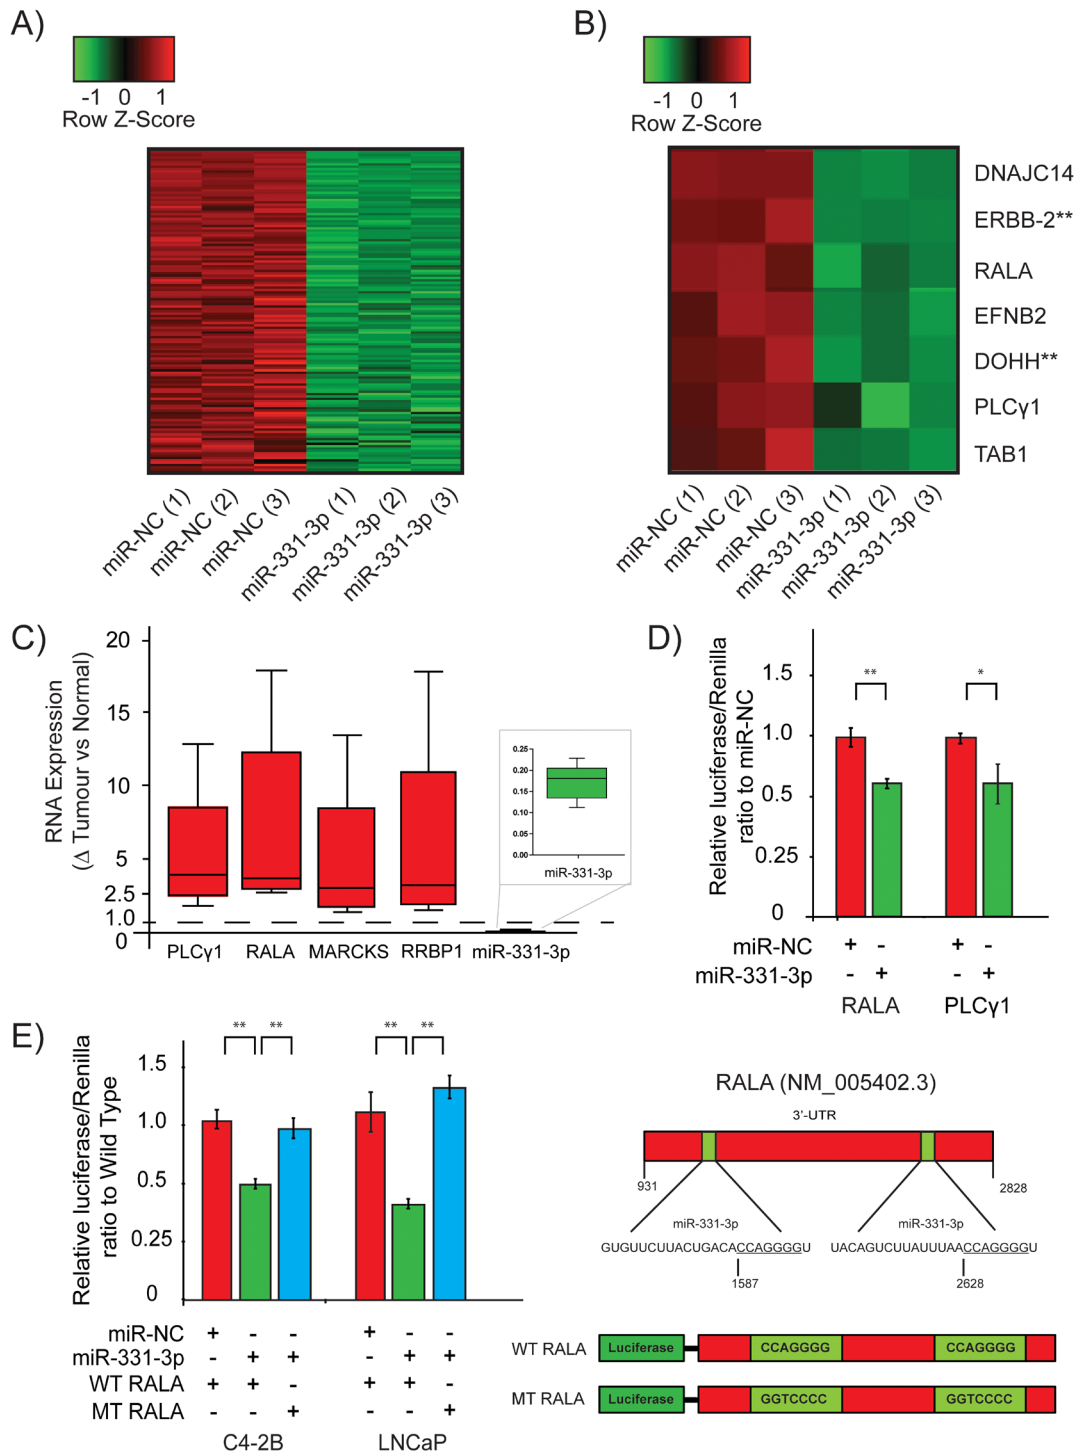 A)
-1 0 1
Row Z-Score
miR-NC (1)
miR-NC (2)
miR-NC (3)
miR-331-3p (1)
miR-331-3p (2)
miR-331-3p (3)
B)
-1 0 1
Row Z-Score
DNAJC14
ERBB-2**
RALA
EFNB2
DOHH**
PLCγ1
TAB1
miR-NC (1)
miR-NC (2)
miR-NC (3)
miR-331-3p (1)
miR-331-3p (2)
miR-331-3p (3)
C)
RNA Expression
(Δ Tumour vs Normal)
20
15
10
5
2.5
1.0
0
PLCγ1 RALA MARCKS RRBP1 miR-331-3p
0.25
0.20
0.15
0.10
0.05
0.00
miR-331-3p
D)
Relative luciferase/Renilla
ratio to miR-NC
1.5
1.0
0.5
0.25
0
** *
miR-NC + - + -
miR-331-3p - + - +
RALA PLCγ1
E)
Relative luciferase/Renilla
ratio to Wild Type
1.5
1.0
0.5
0.25
0
** ** ** **
miR-NC + - - + - -
miR-331-3p - + + - + +
WT RALA + + - + + -
MT RALA - - + - - +
C4-2B LNCaP
RALA (NM_005402.3)
3'-UTR
931 2828
miR-331-3p miR-331-3p
GUGUUCUUACUGACACCAGGGGU UACAGUCUUAUUUAACCAGGGGU
1587 2628
WT RALA Luciferase CCAGGGG CCAGGGG
MT RALA Luciferase GGTCCCC GGTCCCC